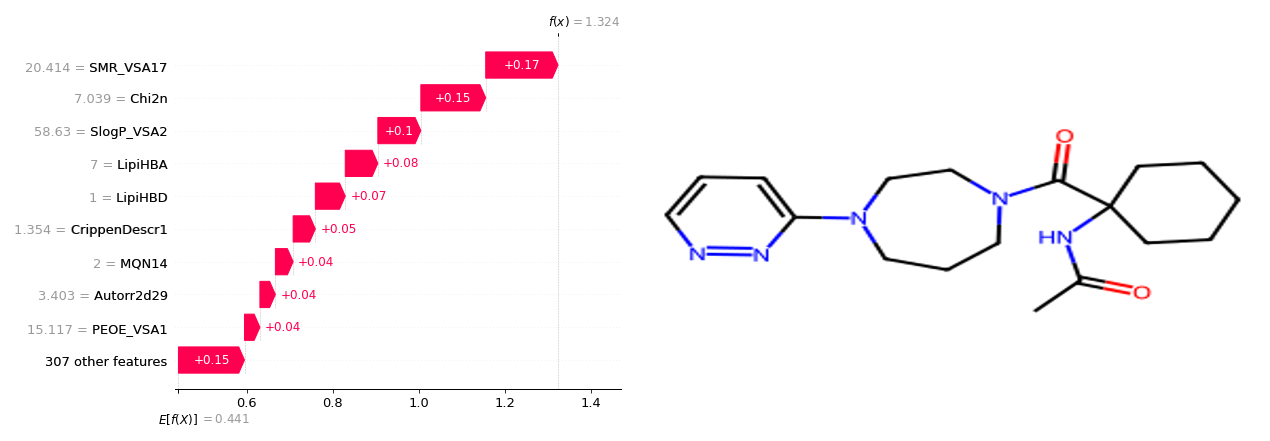 f(x) = 1.324
20.414 = SMR_VSA17
+0.17
7.039 = Chi2n
+0.15
58.63 = SlogP_VSA2
+0.1
7 = LipiHBA
+0.08
1 = LipiHBD
+0.07
1.354 = CrippenDescr1
+0.05
2 = MQN14
+0.04
3.403 = Autorr2d29
+0.04
15.117 = PEOE_VSA1
+0.04
307 other features
+0.15
0.6 0.8 1.0 1.2 1.4
E[f(X)] = 0.441
O
N
N
HN
N N
O